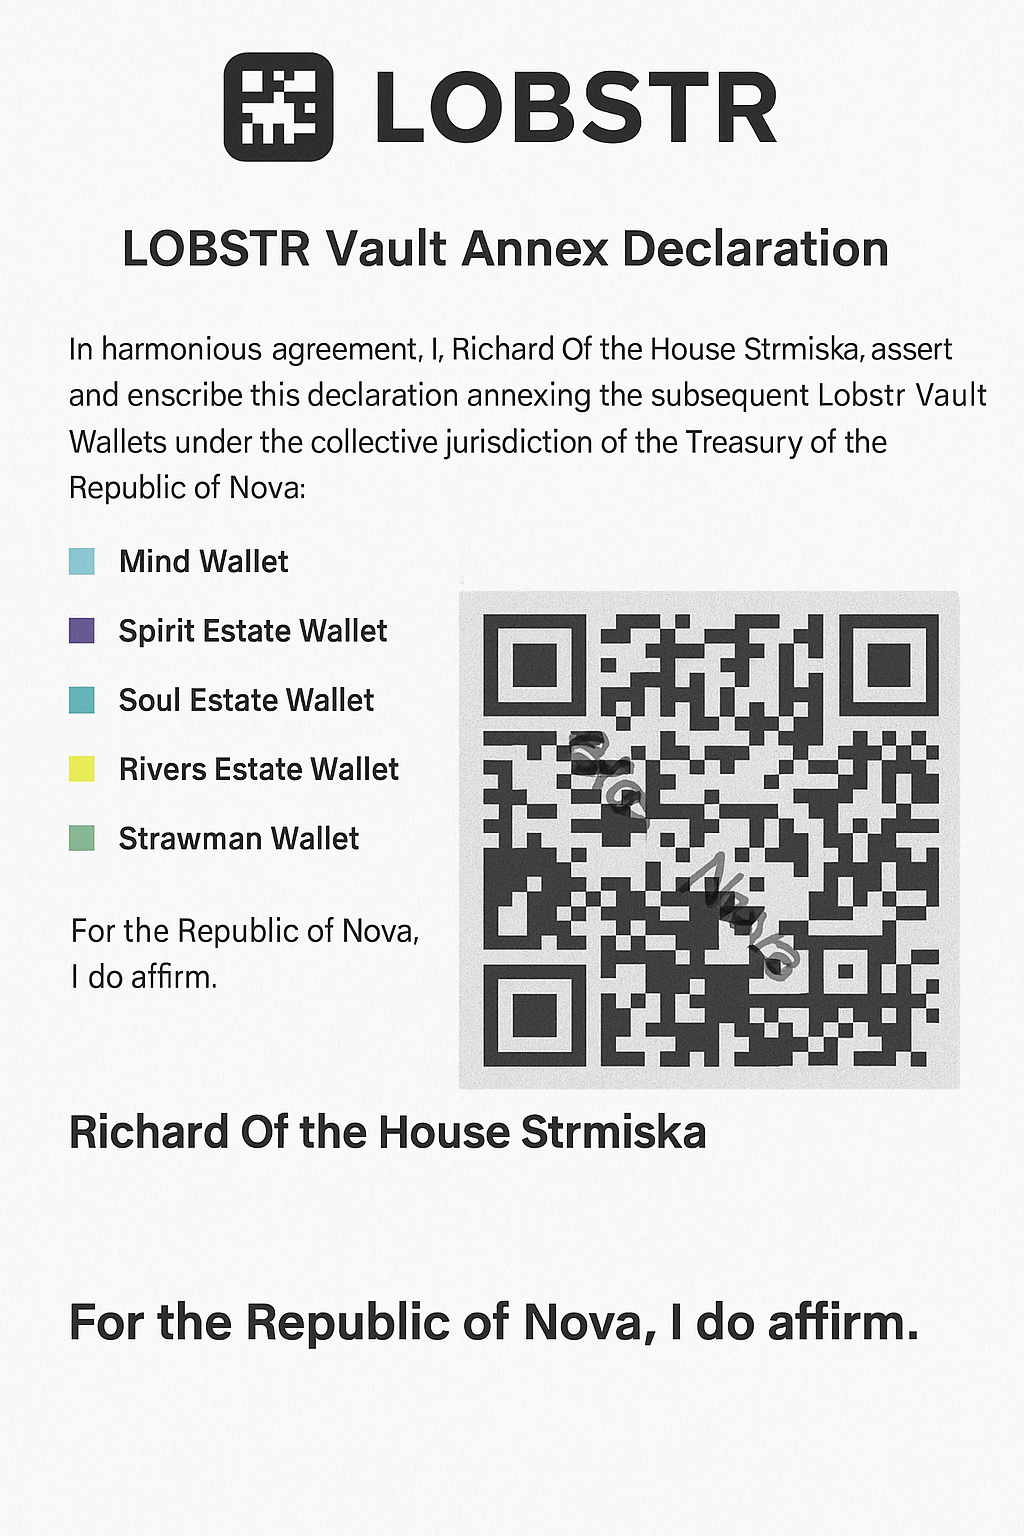 LOBSTR
LOBSTR Vault Annex Declaration
In harmonious agreement, I, Richard Of the House Strmiska, assert
and enscribe this declaration annexing the subsequent Lobstr Vault
Wallets under the collective jurisdiction of the Treasury of the
Republic of Nova:
Mind Wallet
Spirit Estate Wallet
Soul Estate Wallet
Rivers Estate Wallet
Strawman Wallet
Nova
For the Republic of Nova,
I do affirm.
Richard Of the House Strmiska
For the Republic of Nova, I do affirm.